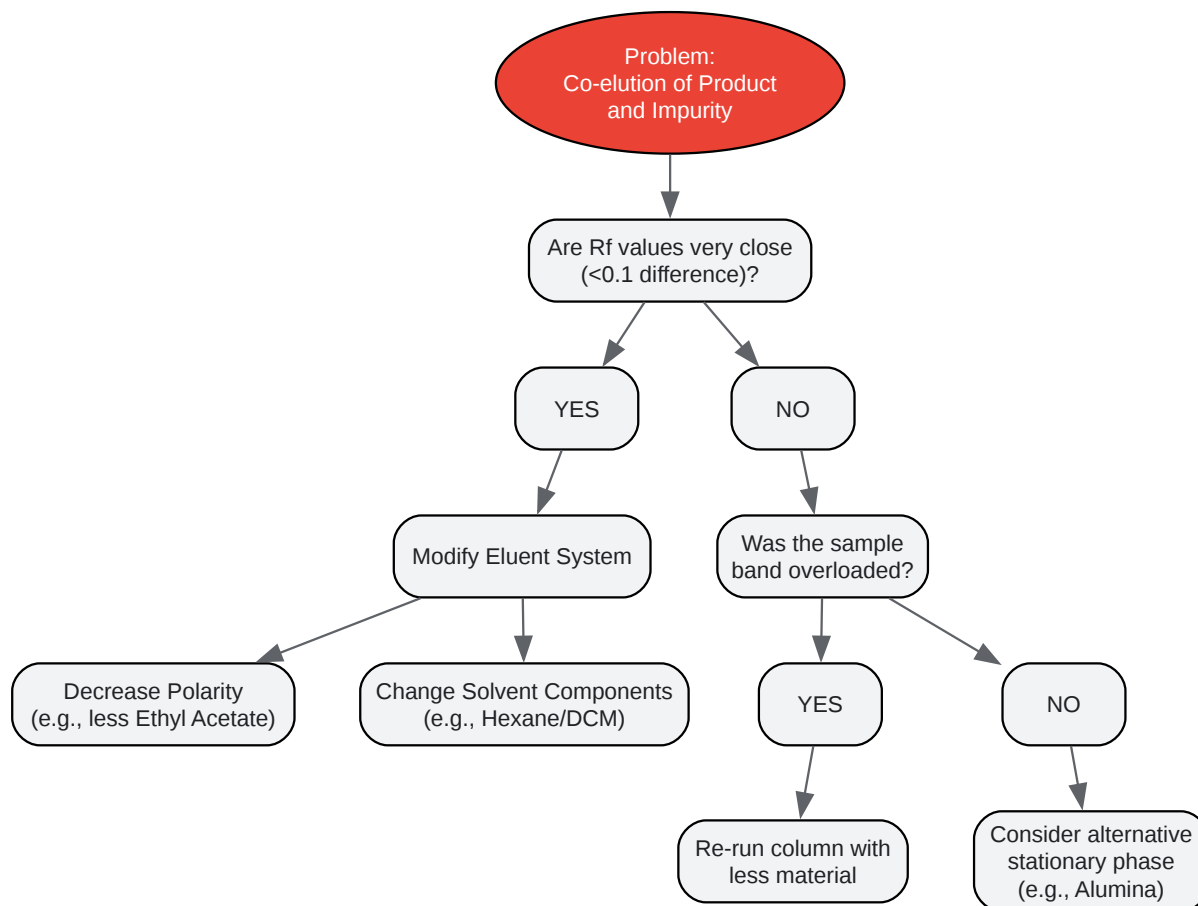 Problem:
Co-elution of Product
and Impurity
Are Rf values very close
(<0.1 difference)?
YES
NO
Modify Eluent System
Was the sample
band overloaded?
Decrease Polarity
(e.g., less Ethyl Acetate)
Change Solvent Components
(e.g., Hexane/DCM)
YES
NO
Re-run column with
less material
Consider alternative
stationary phase
(e.g., Alumina)